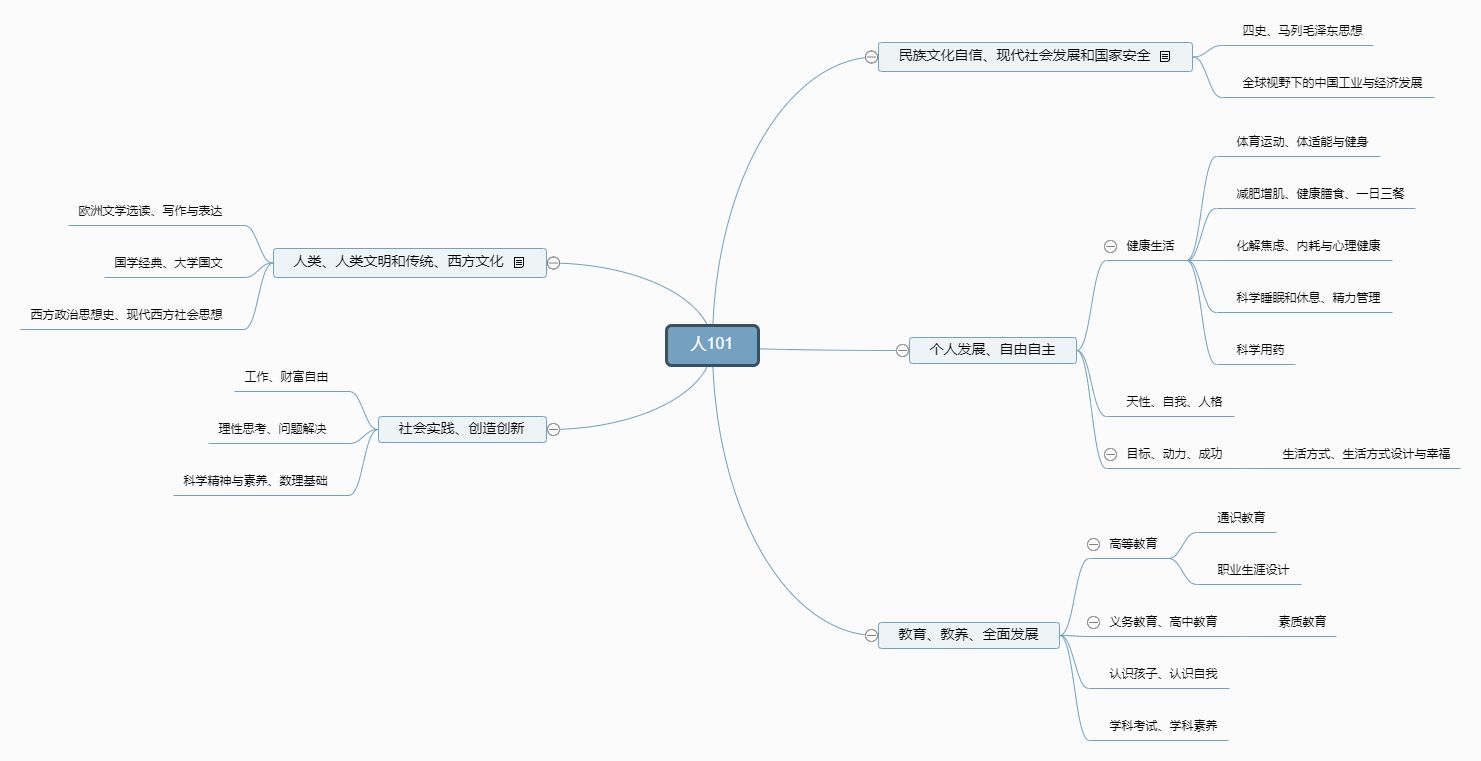 人101
民族文化自信、现代社会发展和国家安全
四史、马列毛泽东思想
全球视野下的中国工业与经济发展
个人发展、自由自主
健康生活
体育运动、体适能与健身
减肥增肌、健康膳食、一日三餐
化解焦虑、内耗与心理健康
科学睡眠和休息、精力管理
科学用药
天性、自我、人格
目标、动力、成功
生活方式、生活方式设计与幸福
教育、教养、全面发展
高等教育
通识教育
职业生涯设计
义务教育、高中教育
素质教育
认识孩子、认识自我
学科考试、学科素养
人类、人类文明和传统、西方文化
欧洲文学选读、写作与表达
国学经典、大学国文
西方政治思想史、现代西方社会思想
社会实践、创造创新
工作、财富自由
理性思考、问题解决
科学精神与素养、数理基础